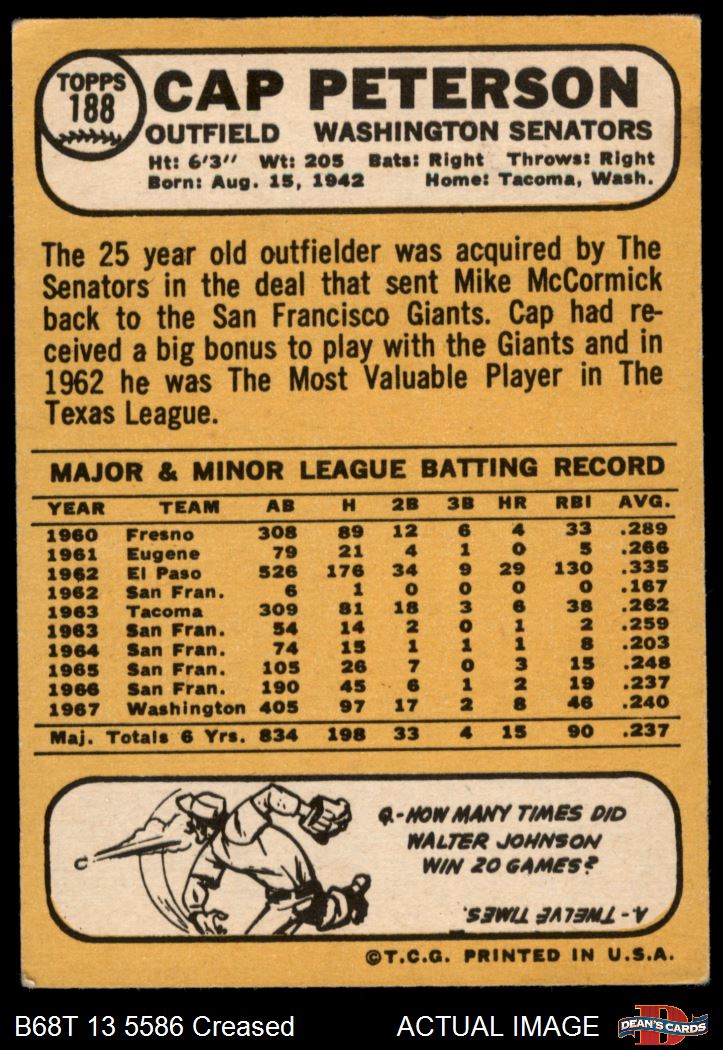 TOPPS
188
CAP PETERSON
OUTFIELD WASHINGTON SENATORS
Ht: 6'3'' Wt: 205 Bats: Right Throws: Right
Born: Aug. 15, 1942 Home: Tacoma, Wash.
The 25 year old outfielder was acquired by The
Senators in the deal that sent Mike McCormick
back to the San Francisco Giants. Cap had re-
ceived a big bonus to play with the Giants and in
1962 he was The Most Valuable Player in The
Texas League.
MAJOR & MINOR LEAGUE BATTING RECORD
YEAR TEAM AB H 2B 3B HR RBI AVG.
1960 Fresno 308 89 12 6 4 33 .289
1961 Eugene 79 21 4 1 0 5 .266
1962 El Paso 526 176 34 9 29 130 .335
1962 San Fran. 6 1 0 0 0 0 .167
1963 Tacoma 309 81 18 3 6 38 .262
1963 San Fran. 54 14 2 0 1 2 .259
1964 San Fran. 74 15 1 1 1 8 .203
1965 San Fran. 105 26 7 0 3 15 .248
1966 San Fran. 190 45 6 1 2 19 .237
1967 Washington 405 97 17 2 8 46 .240
Maj. Totals 6 Yrs. 834 198 33 4 15 90 .237
Q.-HOW MANY TIMES DID
WALTER JOHNSON
WIN 20 GAMES?
A-TWELVE TIMES.
©T.C.G. PRINTED IN U.S.A.
B68T 13 5586 Creased ACTUAL IMAGE
D
DEAN'S CARDS